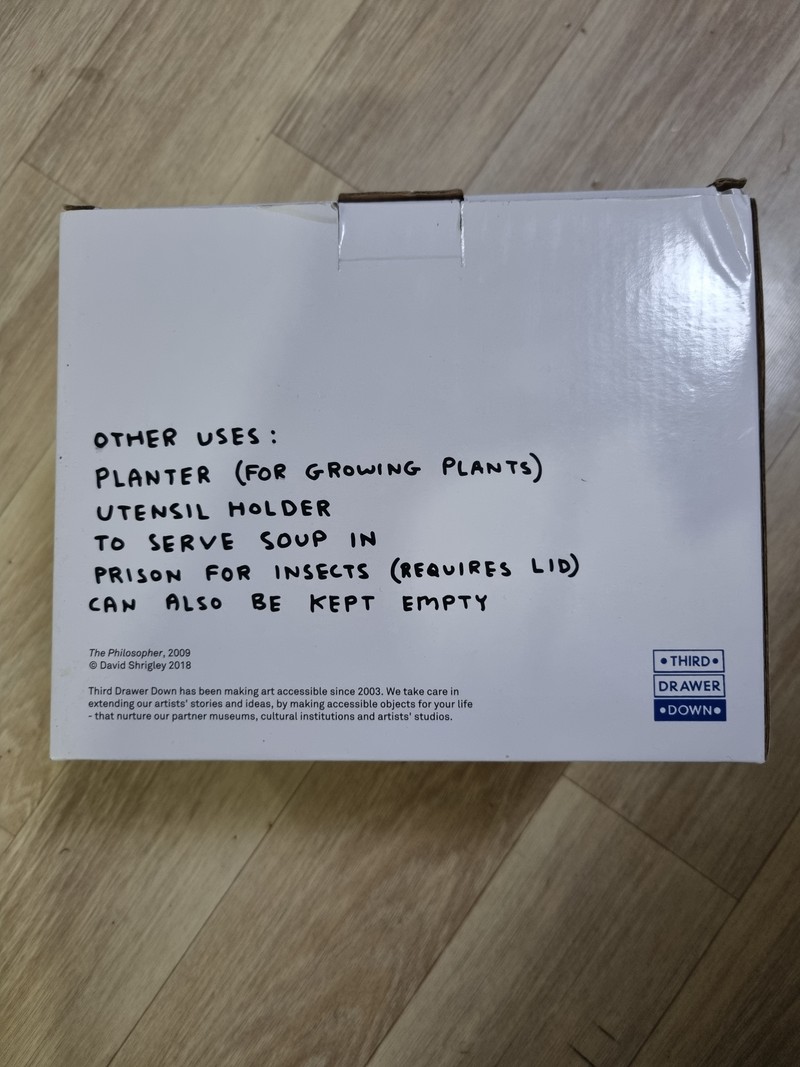 OTHER USES:
PLANTER (FOR GROWING PLANTS)
UTENSIL HOLDER
TO SERVE SOUP IN
PRISON FOR INSECTS (REQUIRES LID)
CAN ALSO BE KEPT EMPTY
The Philosopher, 2009
© David Shrigley 2018
Third Drawer Down has been making art accessible since 2003. We take care in
extending our artists' stories and ideas, by making accessible objects for your life
- that nurture our partner museums, cultural institutions and artists' studios.
•THIRD•
DRAWER
•DOWN•